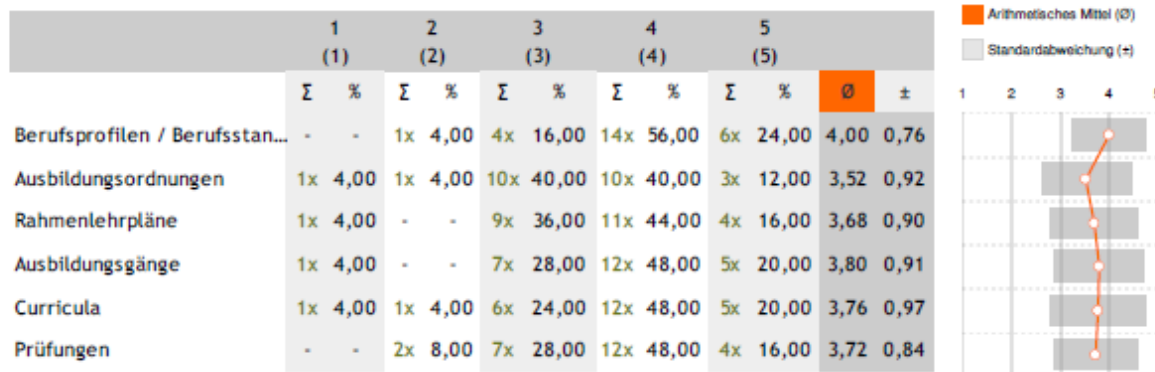 Arithmetisches Mittel (Ø)
1 2 3 4 5
(1) (2) (3) (4) (5)
Standardabweichung (±)
Σ % Σ % Σ % Σ % Σ % Ø ±
1 2 3 4 5
Berufsprofilen / Berufsstan... - - 1x 4,00 4x 16,00 14x 56,00 6x 24,00 4,00 0,76
Ausbildungsordnungen 1x 4,00 1x 4,00 10x 40,00 10x 40,00 3x 12,00 3,52 0,92
Rahmenlehrpläne 1x 4,00 - - 9x 36,00 11x 44,00 4x 16,00 3,68 0,90
Ausbildungsgänge 1x 4,00 - - 7x 28,00 12x 48,00 5x 20,00 3,80 0,91
Curricula 1x 4,00 1x 4,00 6x 24,00 12x 48,00 5x 20,00 3,76 0,97
Prüfungen - - 2x 8,00 7x 28,00 12x 48,00 4x 16,00 3,72 0,84